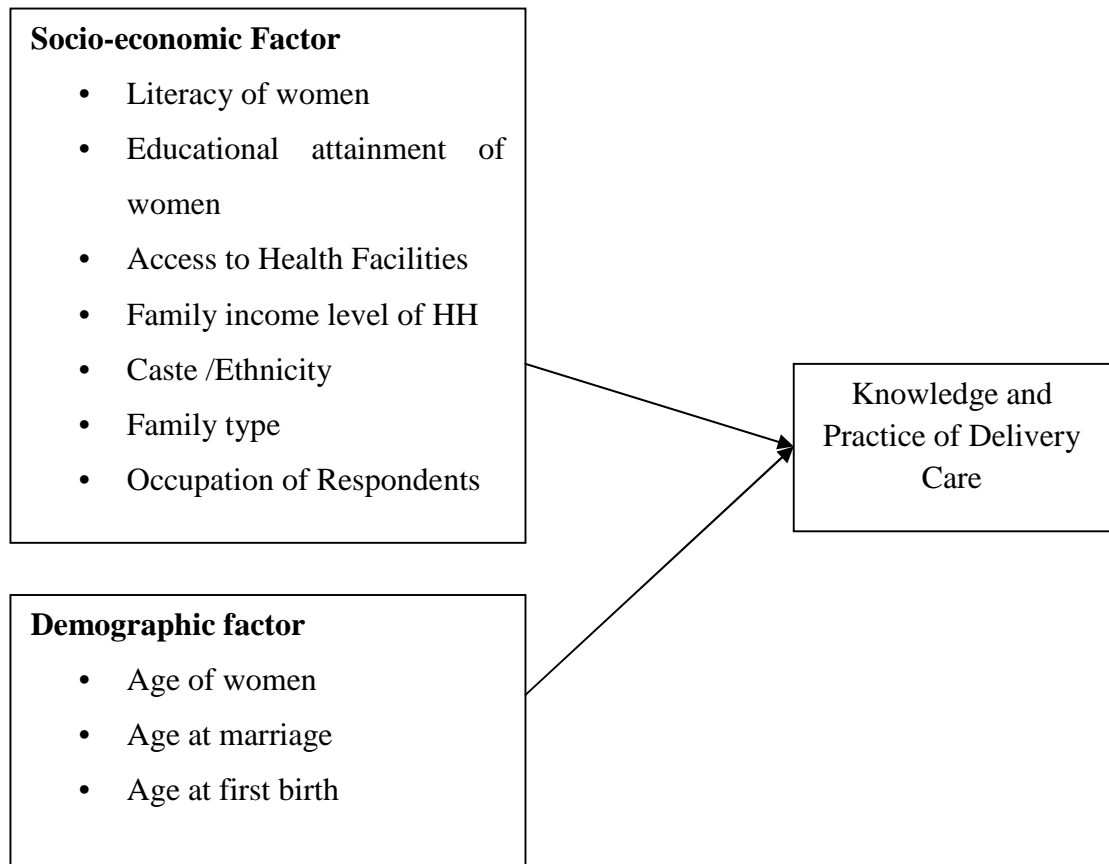 Socio-economic Factor
• Literacy of women
• Educational attainment of
women
• Access to Health Facilities
• Family income level of HH
• Caste /Ethnicity
• Family type
• Occupation of Respondents
Knowledge and
Practice of Delivery
Care
Demographic factor
• Age of women
• Age at marriage
• Age at first birth